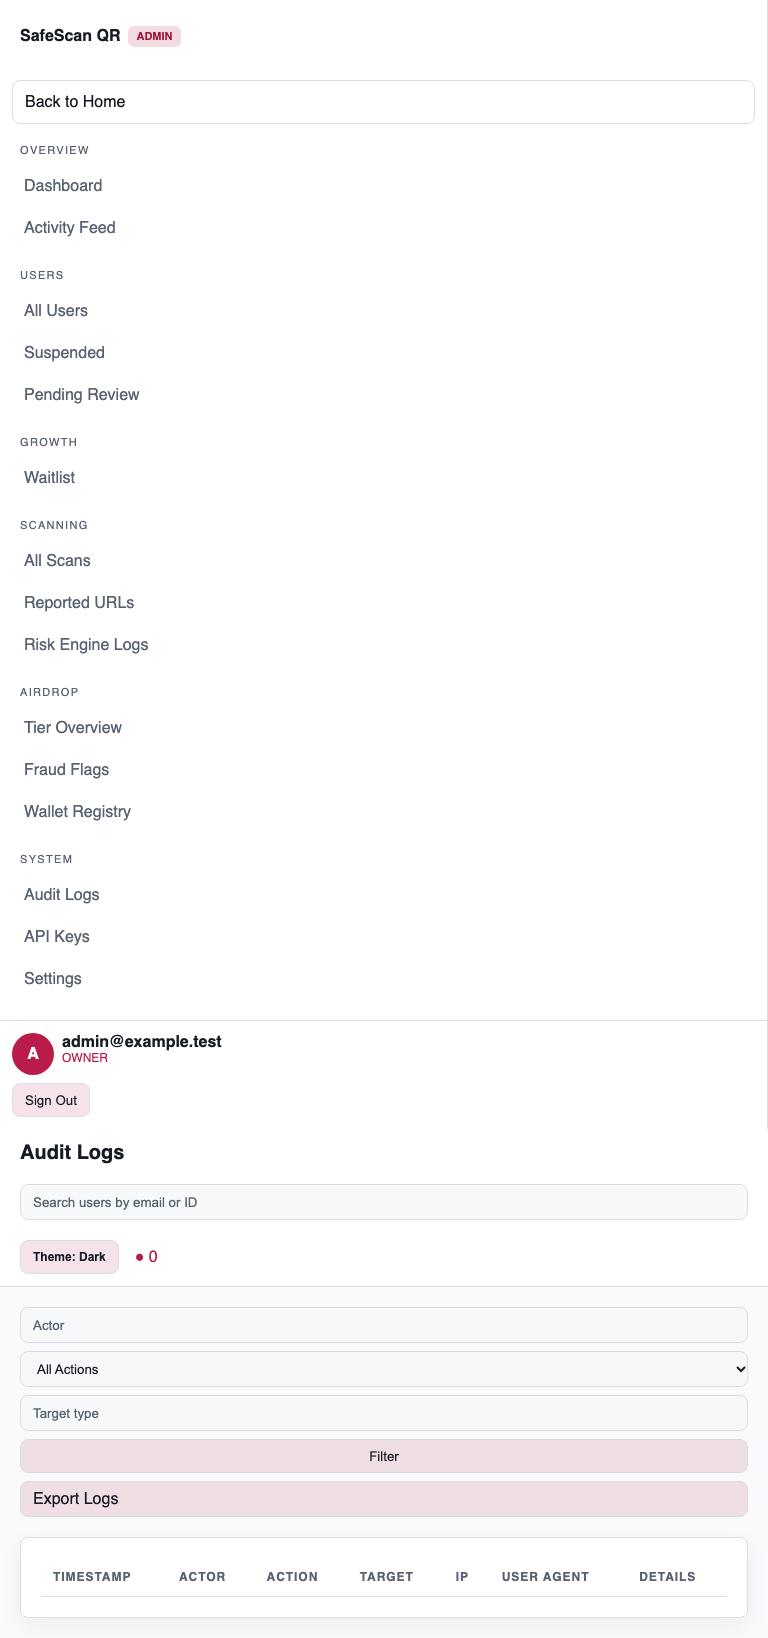 SafeScan QR ADMIN
Back to Home
OVERVIEW
Dashboard
Activity Feed
USERS
All Users
Suspended
Pending Review
GROWTH
Waitlist
SCANNING
All Scans
Reported URLs
Risk Engine Logs
AIRDROP
Tier Overview
Fraud Flags
Wallet Registry
SYSTEM
Audit Logs
API Keys
Settings
A
admin@example.test
OWNER
Sign Out
Audit Logs
Search users by email or ID
Theme: Dark ● 0
Actor
All Actions
Target type
Filter
Export Logs
TIMESTAMP ACTOR ACTION TARGET IP USER AGENT DETAILS